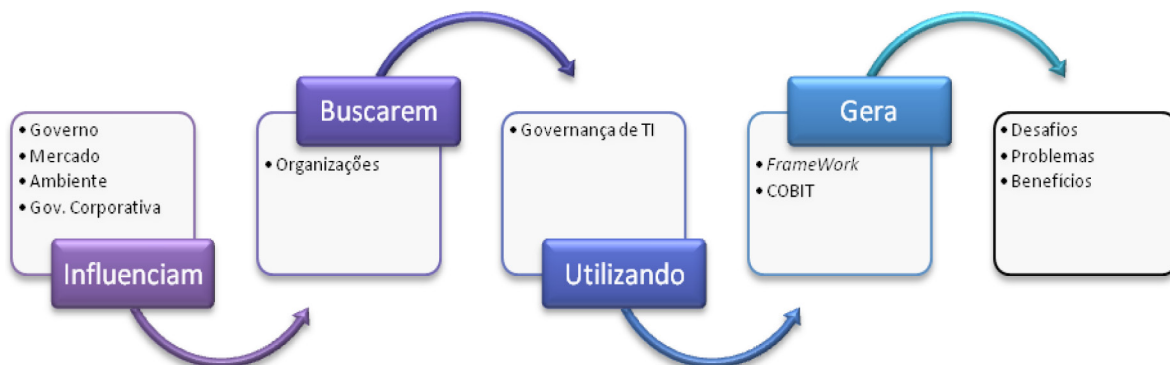 • Governo
• Mercado
• Ambiente
• Gov. Corporativa
Influenciam
Buscarem
• Organizações
• Governança de TI
Utilizando
Gera
• FrameWork
• COBIT
• Desafios
• Problemas
• Benefícios